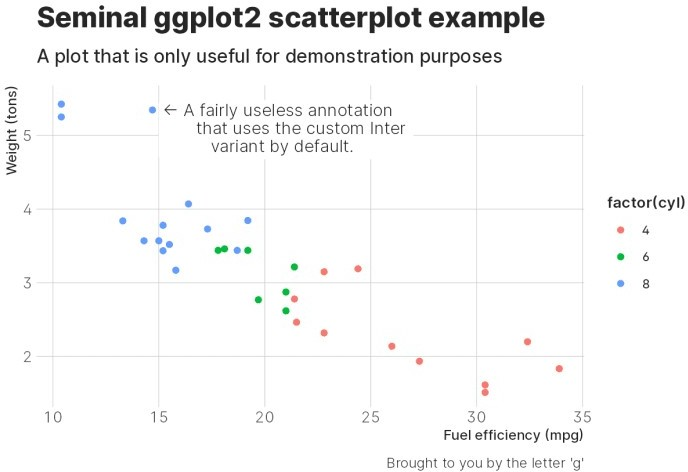 Seminal ggplot2 scatterplot example
A plot that is only useful for demonstration purposes
Weight (tons)
← A fairly useless annotation
that uses the custom Inter
variant by default.
5
4
3
2
10 15 20 25 30 35
Fuel efficiency (mpg)
factor(cyl)
4
6
8
Brought to you by the letter 'g'